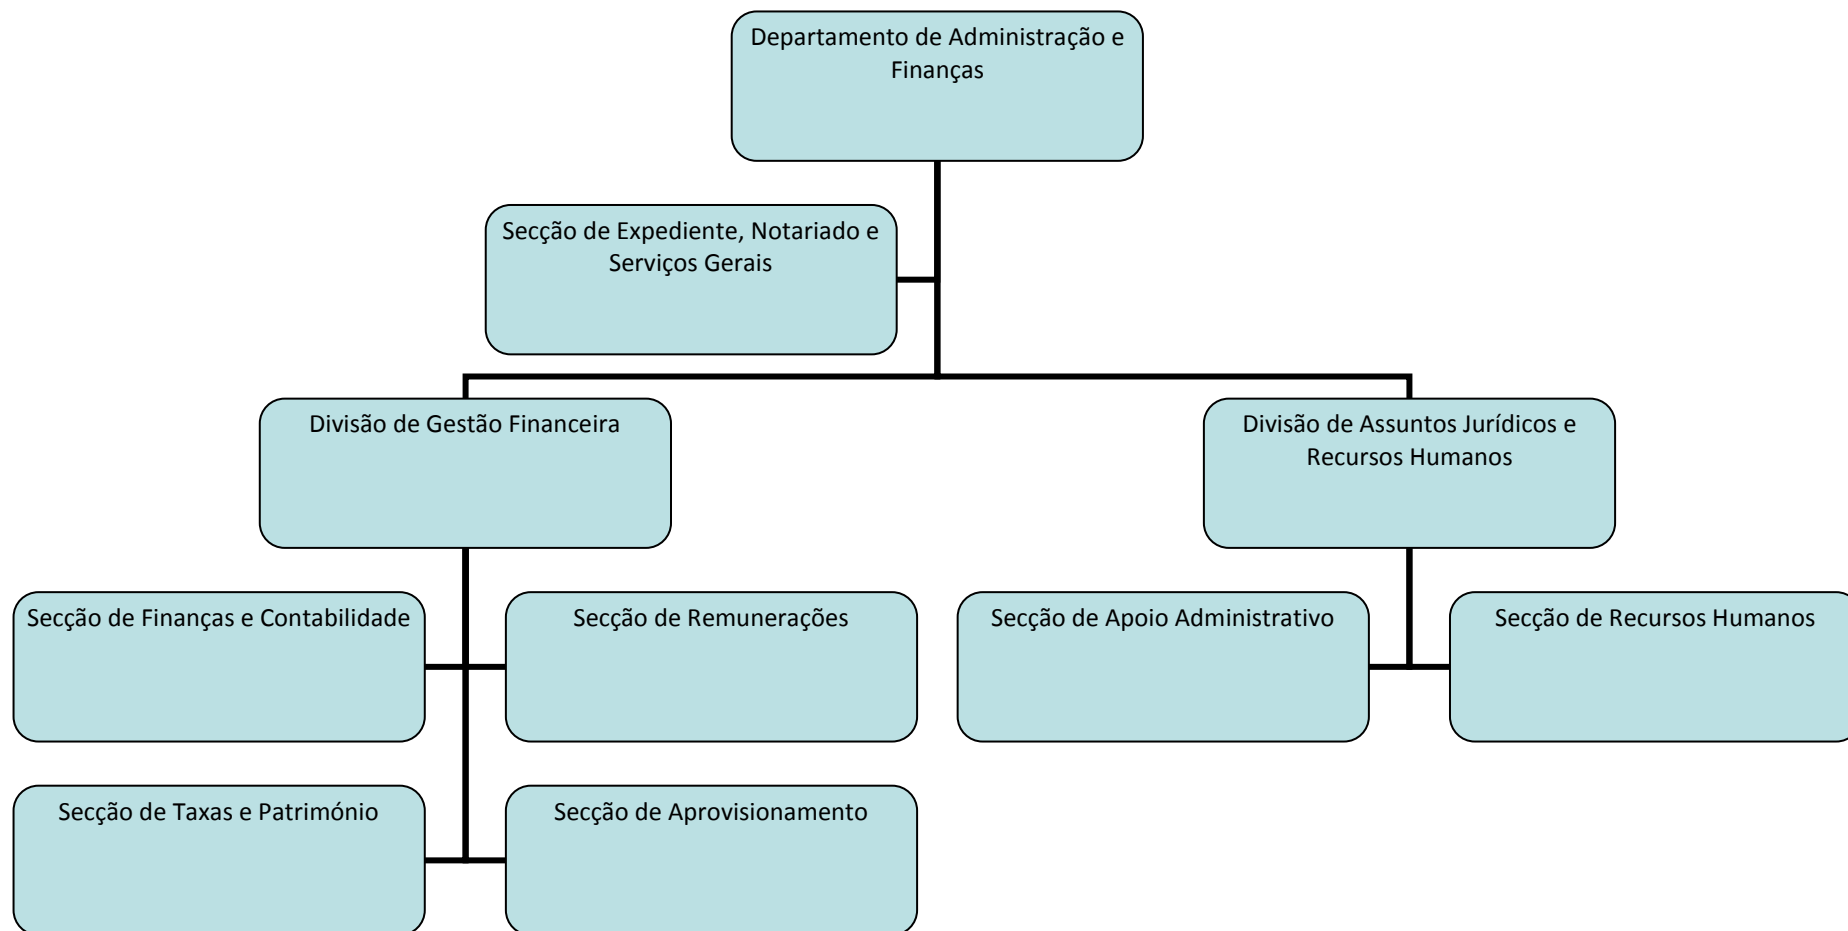 Departamento de Administração e
Finanças
Secção de Expediente, Notariado e
Serviços Gerais
Divisão de Gestão Financeira
Divisão de Assuntos Jurídicos e
Recursos Humanos
Secção de Finanças e Contabilidade
Secção de Remunerações
Secção de Apoio Administrativo
Secção de Recursos Humanos
Secção de Taxas e Património
Secção de Aprovisionamento